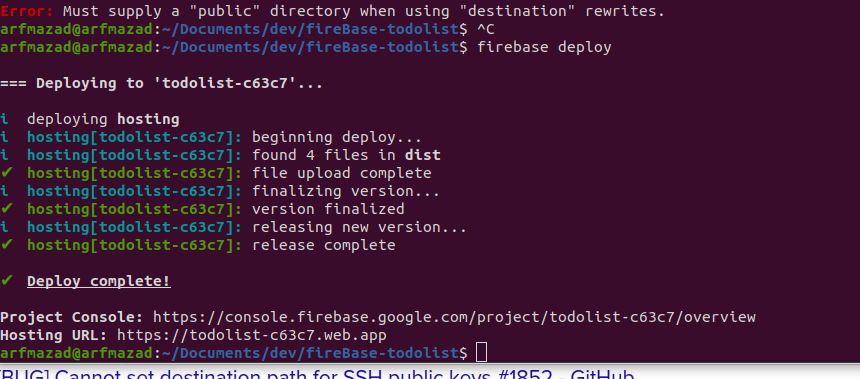 Error: Must supply a "public" directory when using "destination" rewrites.
arfmazad@arfmazad:~/Documents/dev/fireBase-todolist$ ^C
arfmazad@arfmazad:~/Documents/dev/fireBase-todolist$ firebase deploy
=== Deploying to 'todolist-c63c7'...
i  deploying hosting
i  hosting[todolist-c63c7]: beginning deploy...
i  hosting[todolist-c63c7]: found 4 files in dist
✔  hosting[todolist-c63c7]: file upload complete
i  hosting[todolist-c63c7]: finalizing version...
✔  hosting[todolist-c63c7]: version finalized
i  hosting[todolist-c63c7]: releasing new version...
✔  hosting[todolist-c63c7]: release complete
✔  Deploy complete!
Project Console: https://console.firebase.google.com/project/todolist-c63c7/overview
Hosting URL: https://todolist-c63c7.web.app
arfmazad@arfmazad:~/Documents/dev/fireBase-todolist$
[BUG] Cannot set destination path for SSH public keys #1852 - GitHub